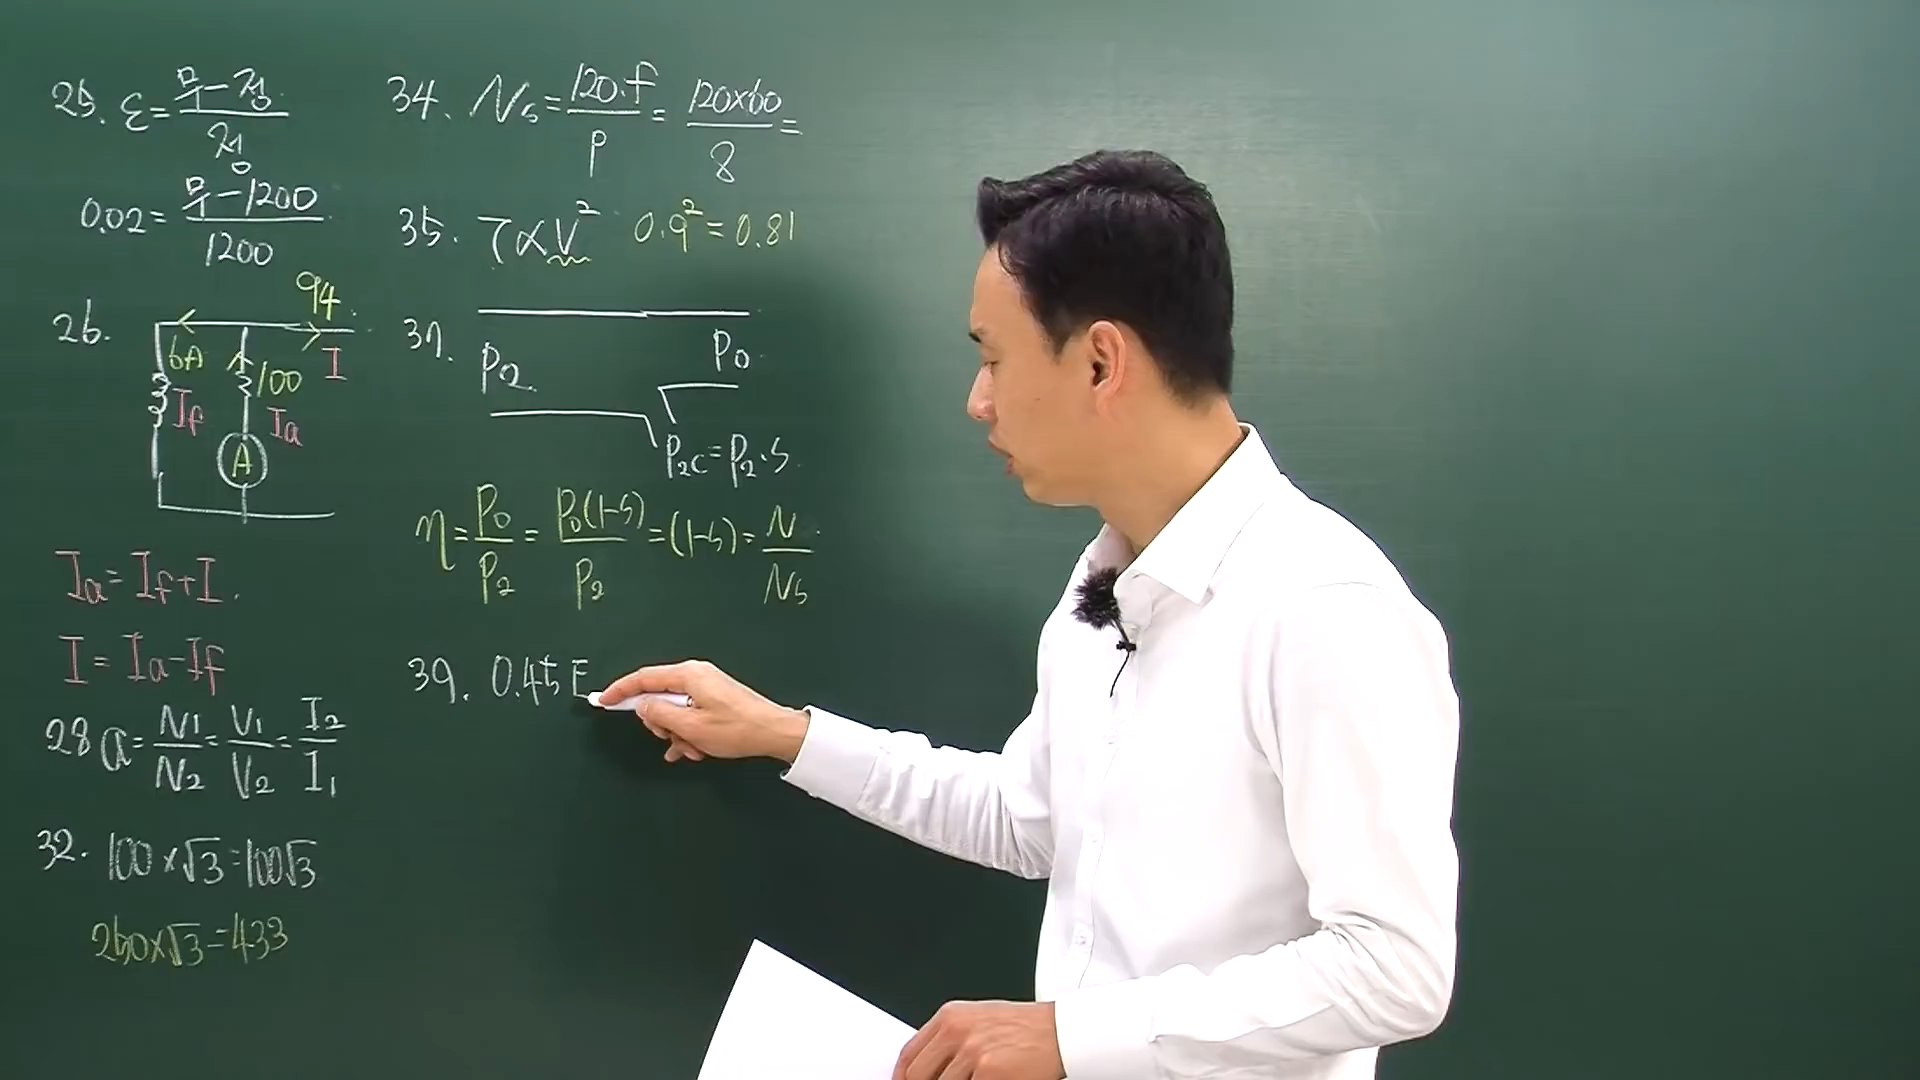 25. ε = 무-정 / 정
0.02 = 무-1200 / 1200
26.
94
6A
I
100
If
Ia
A
Ia = If + I.
I = Ia - If
28 a = N1/N2 = V1/V2 = I2/I1
32. 100×√3 = 100√3
250×√3 = 433
34. Ns = 120.f / P = 120×60 / 8 =
35. τ ∝ V² 0.9² = 0.81
37.
P2.
P0
P2c = P2·S
η = P0/P2 = P0(1-s)/P2 = (1-s) = N/Ns
39. 0.45 E